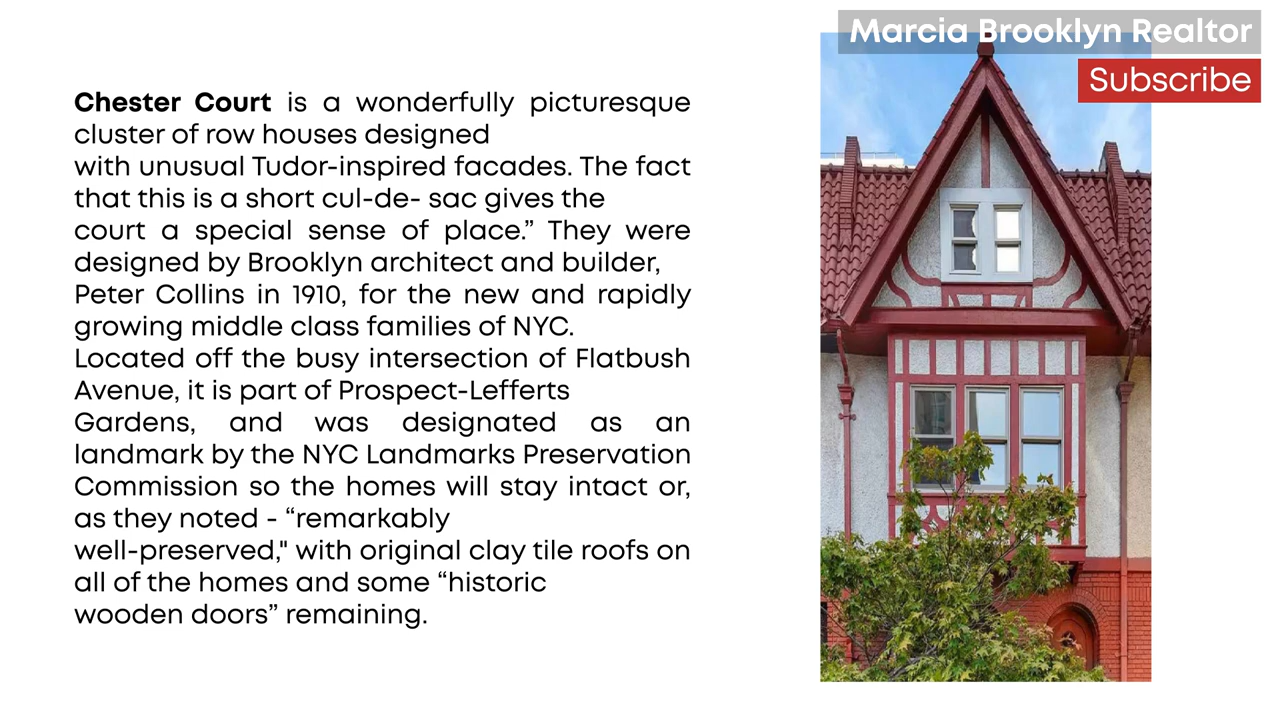 Marcia Brooklyn Realtor
Subscribe
Chester Court is a wonderfully picturesque
cluster of row houses designed
with unusual Tudor-inspired facades. The fact
that this is a short cul-de- sac gives the
court a special sense of place.” They were
designed by Brooklyn architect and builder,
Peter Collins in 1910, for the new and rapidly
growing middle class families of NYC.
Located off the busy intersection of Flatbush
Avenue, it is part of Prospect-Lefferts
Gardens, and was designated as an
landmark by the NYC Landmarks Preservation
Commission so the homes will stay intact or,
as they noted - “remarkably
well-preserved," with original clay tile roofs on
all of the homes and some “historic
wooden doors” remaining.